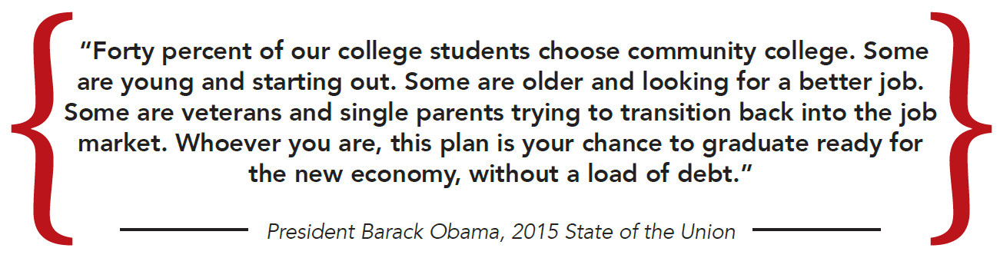 “Forty percent of our college students choose community college. Some
are young and starting out. Some are older and looking for a better job.
Some are veterans and single parents trying to transition back into the job
market. Whoever you are, this plan is your chance to graduate ready for
the new economy, without a load of debt.”
President Barack Obama, 2015 State of the Union